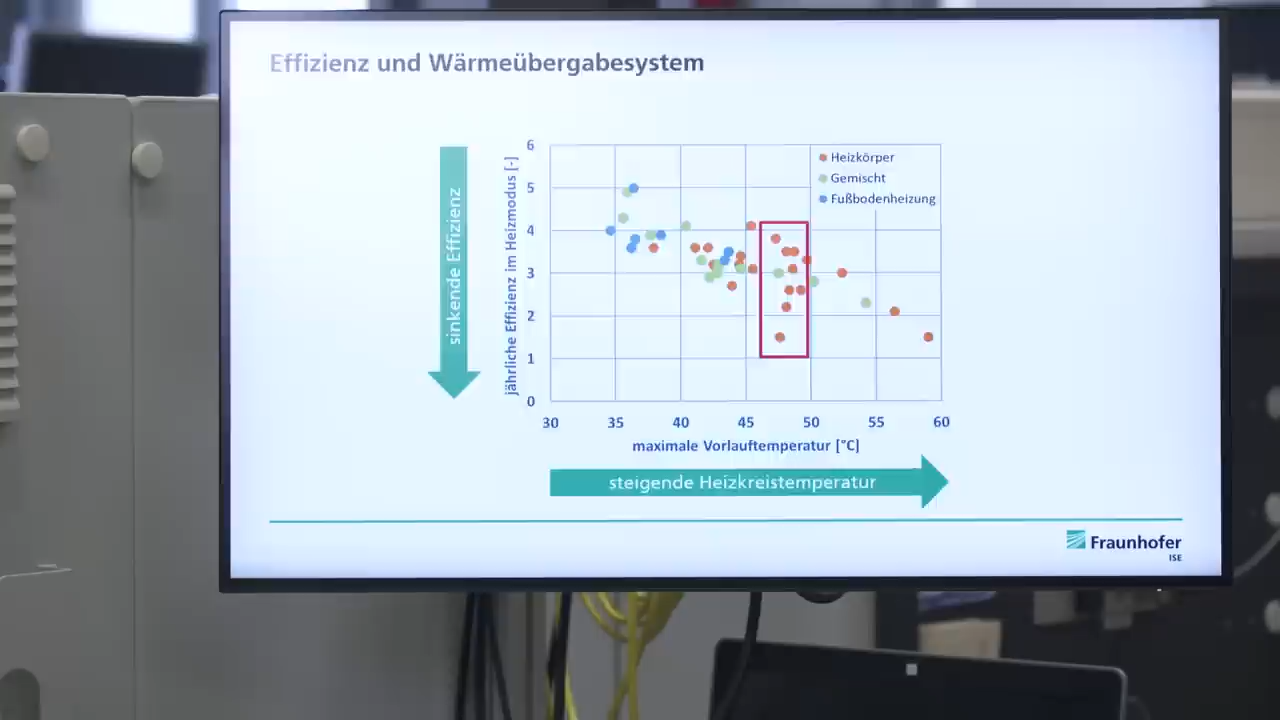 Effizienz und Wärmeübergabesystem
sinkende Effizienz
jährliche Effizienz im Heizmodus [-]
6
5
4
3
2
1
0
Heizkörper
Gemischt
Fußbodenheizung
30 35 40 45 50 55 60
maximale Vorlauftemperatur [°C]
steigende Heizkreistemperatur
Fraunhofer
ISE